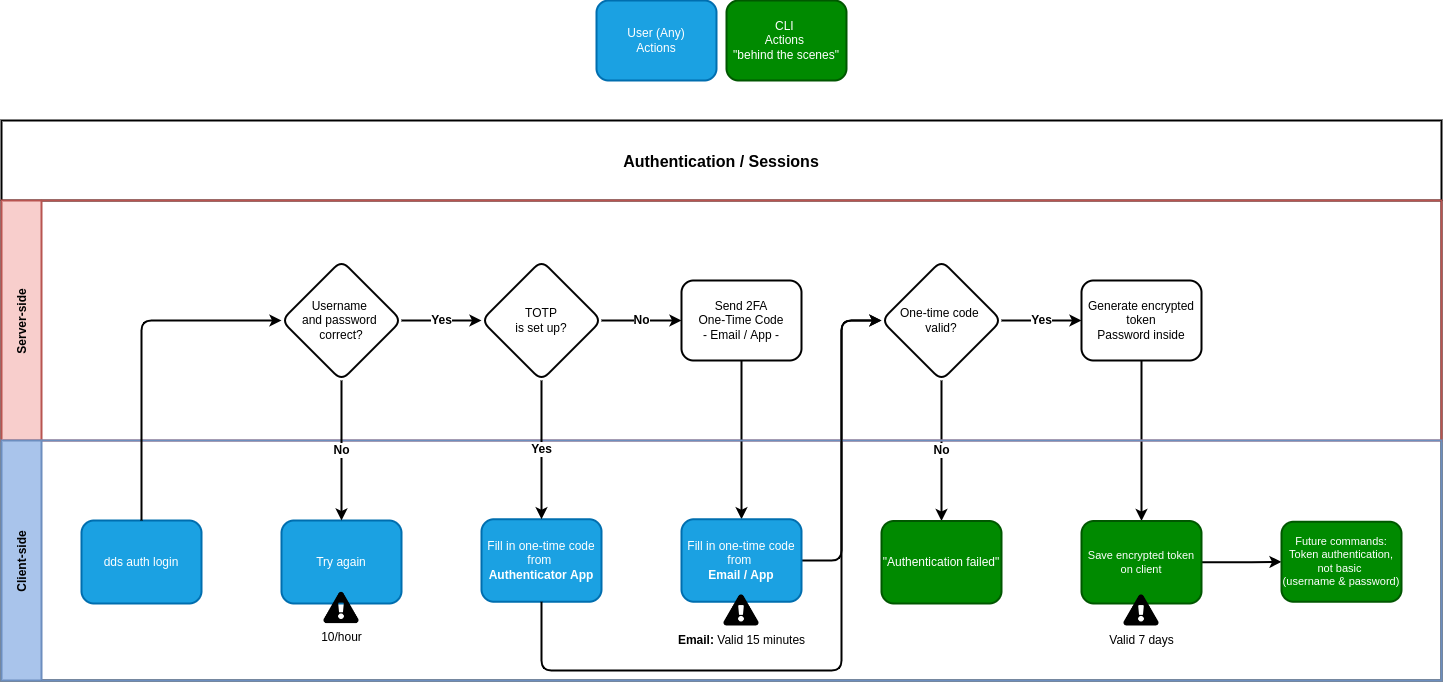 User (Any)
Actions
CLI
Actions
"behind the scenes"
Authentication / Sessions
Server-side
Username
and password
correct?
Yes
TOTP
is set up?
No
Send 2FA
One-Time Code
- Email / App -
One-time code
valid?
Yes
Generate encrypted
token
Password inside
No
Yes
No
Client-side
dds auth login
Try again
10/hour
Fill in one-time code
from
Authenticator App
Fill in one-time code
from
Email / App
Email: Valid 15 minutes
"Authentication failed"
Save encrypted token
on client
Valid 7 days
Future commands:
Token authentication,
not basic
(username & password)